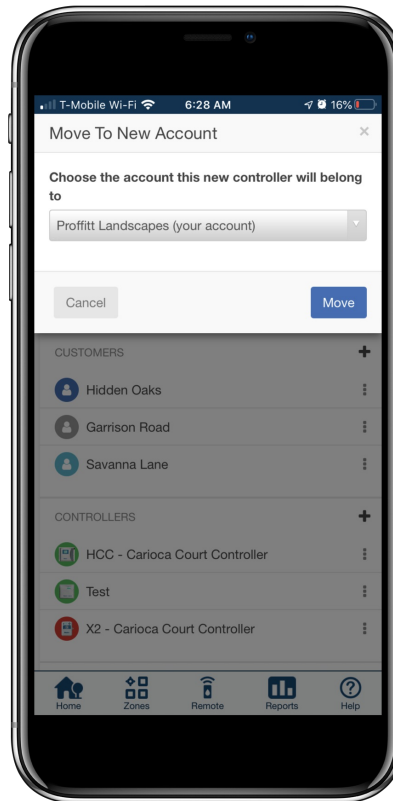 T-Mobile Wi-Fi 6:28 AM 16%
Move To New Account ×
Choose the account this new controller will belong
to
Proffitt Landscapes (your account)
Cancel Move
CUSTOMERS +
Hidden Oaks
Garrison Road
Savanna Lane
CONTROLLERS +
HCC - Carioca Court Controller
Test
X2 - Carioca Court Controller
Home Zones Remote Reports Help